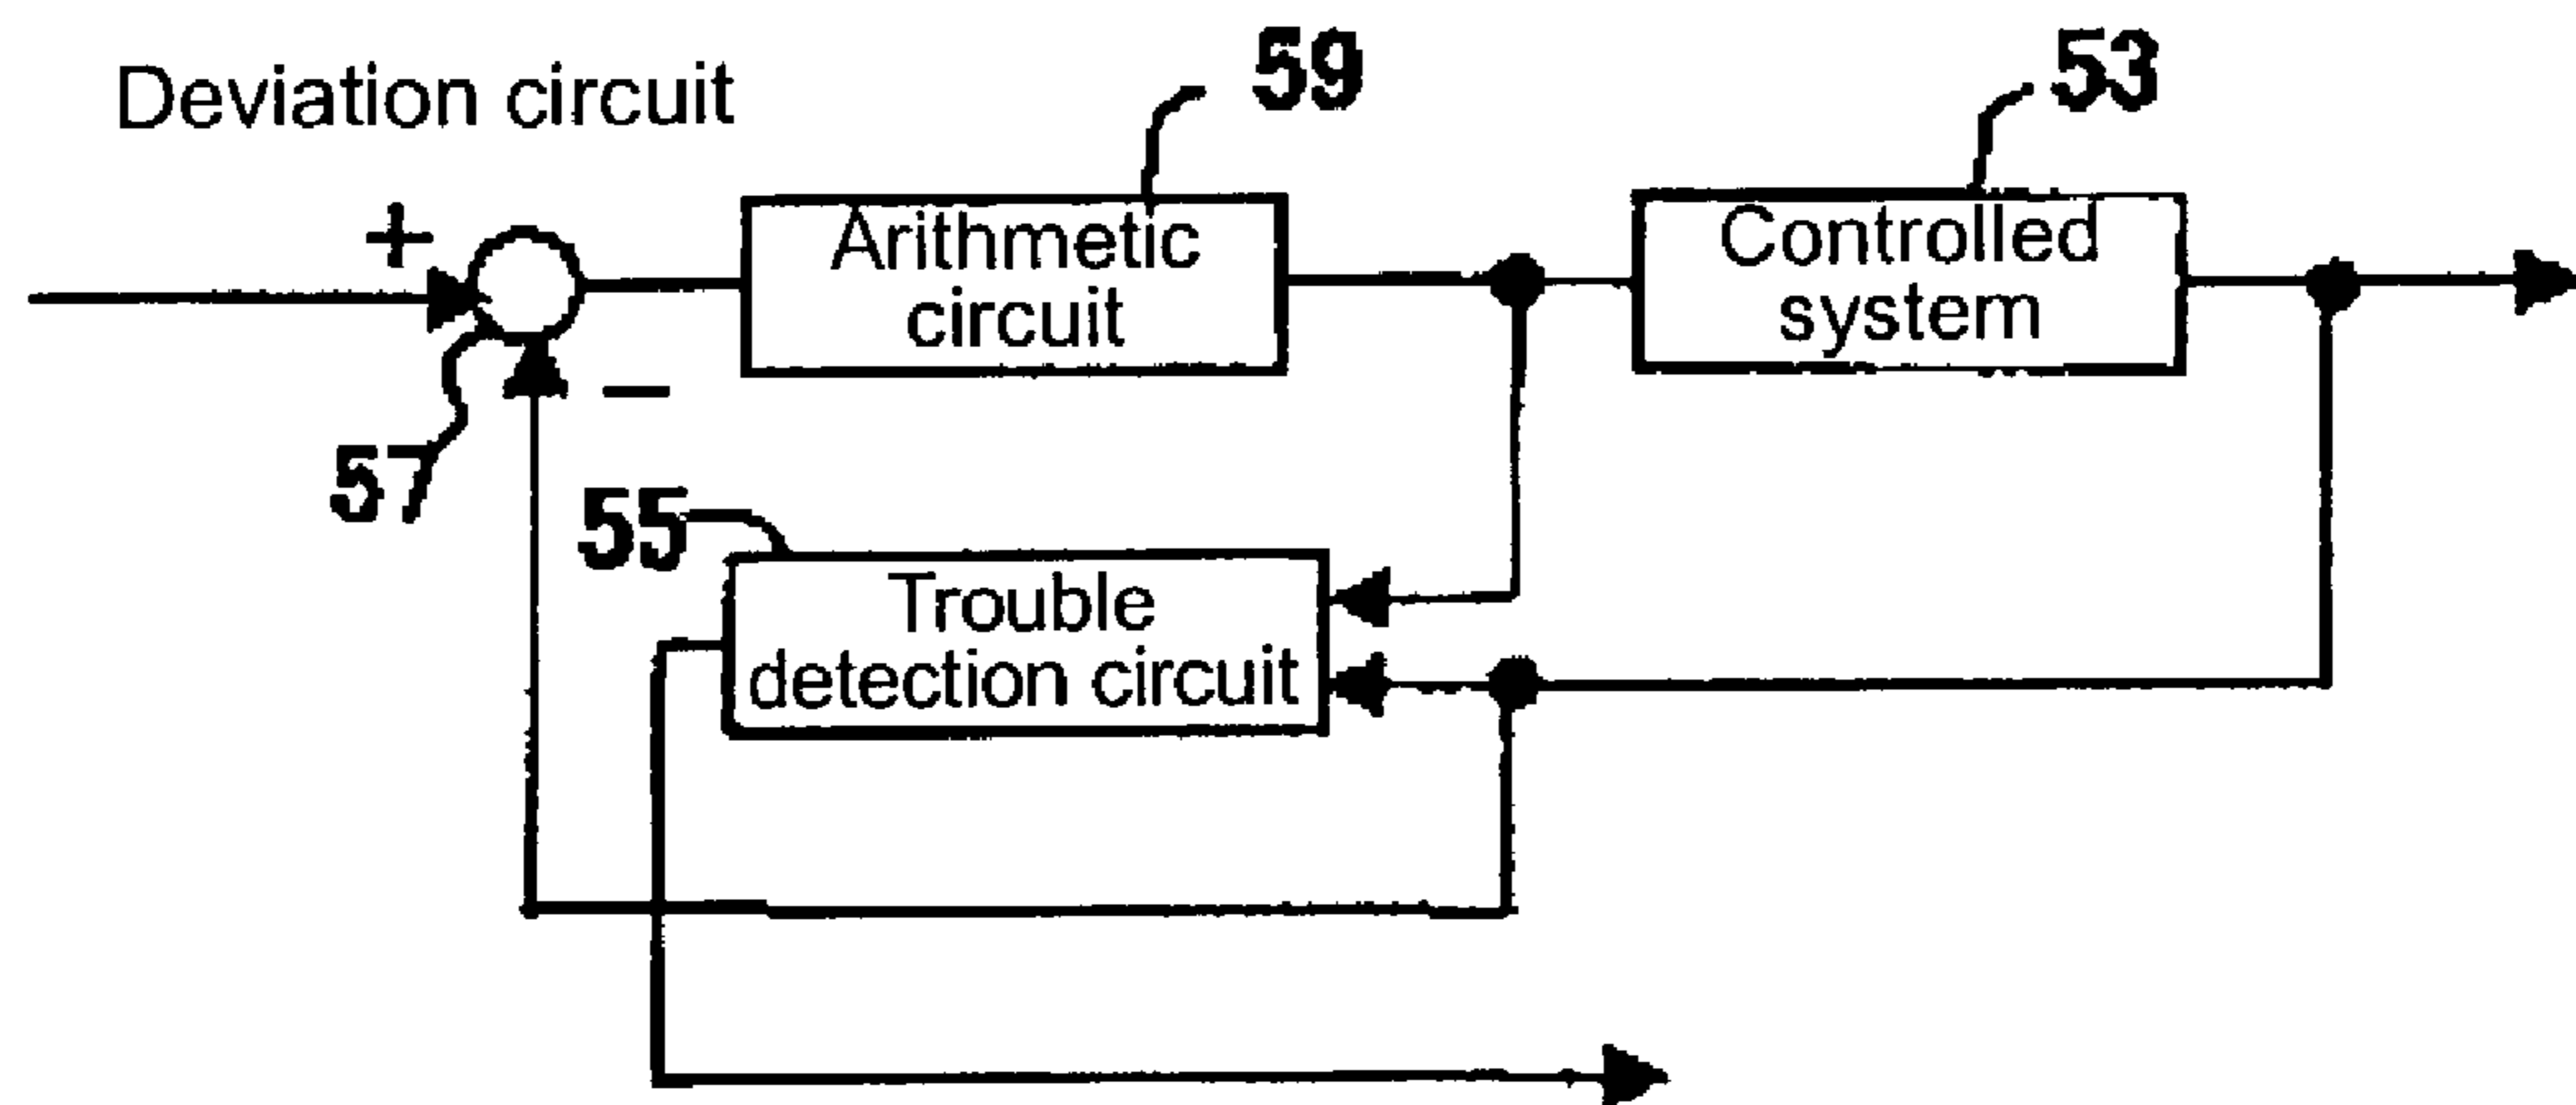 Deviation circuit
59
53
+
Arithmetic
circuit
Controlled
system
−
57
55
Trouble
detection circuit